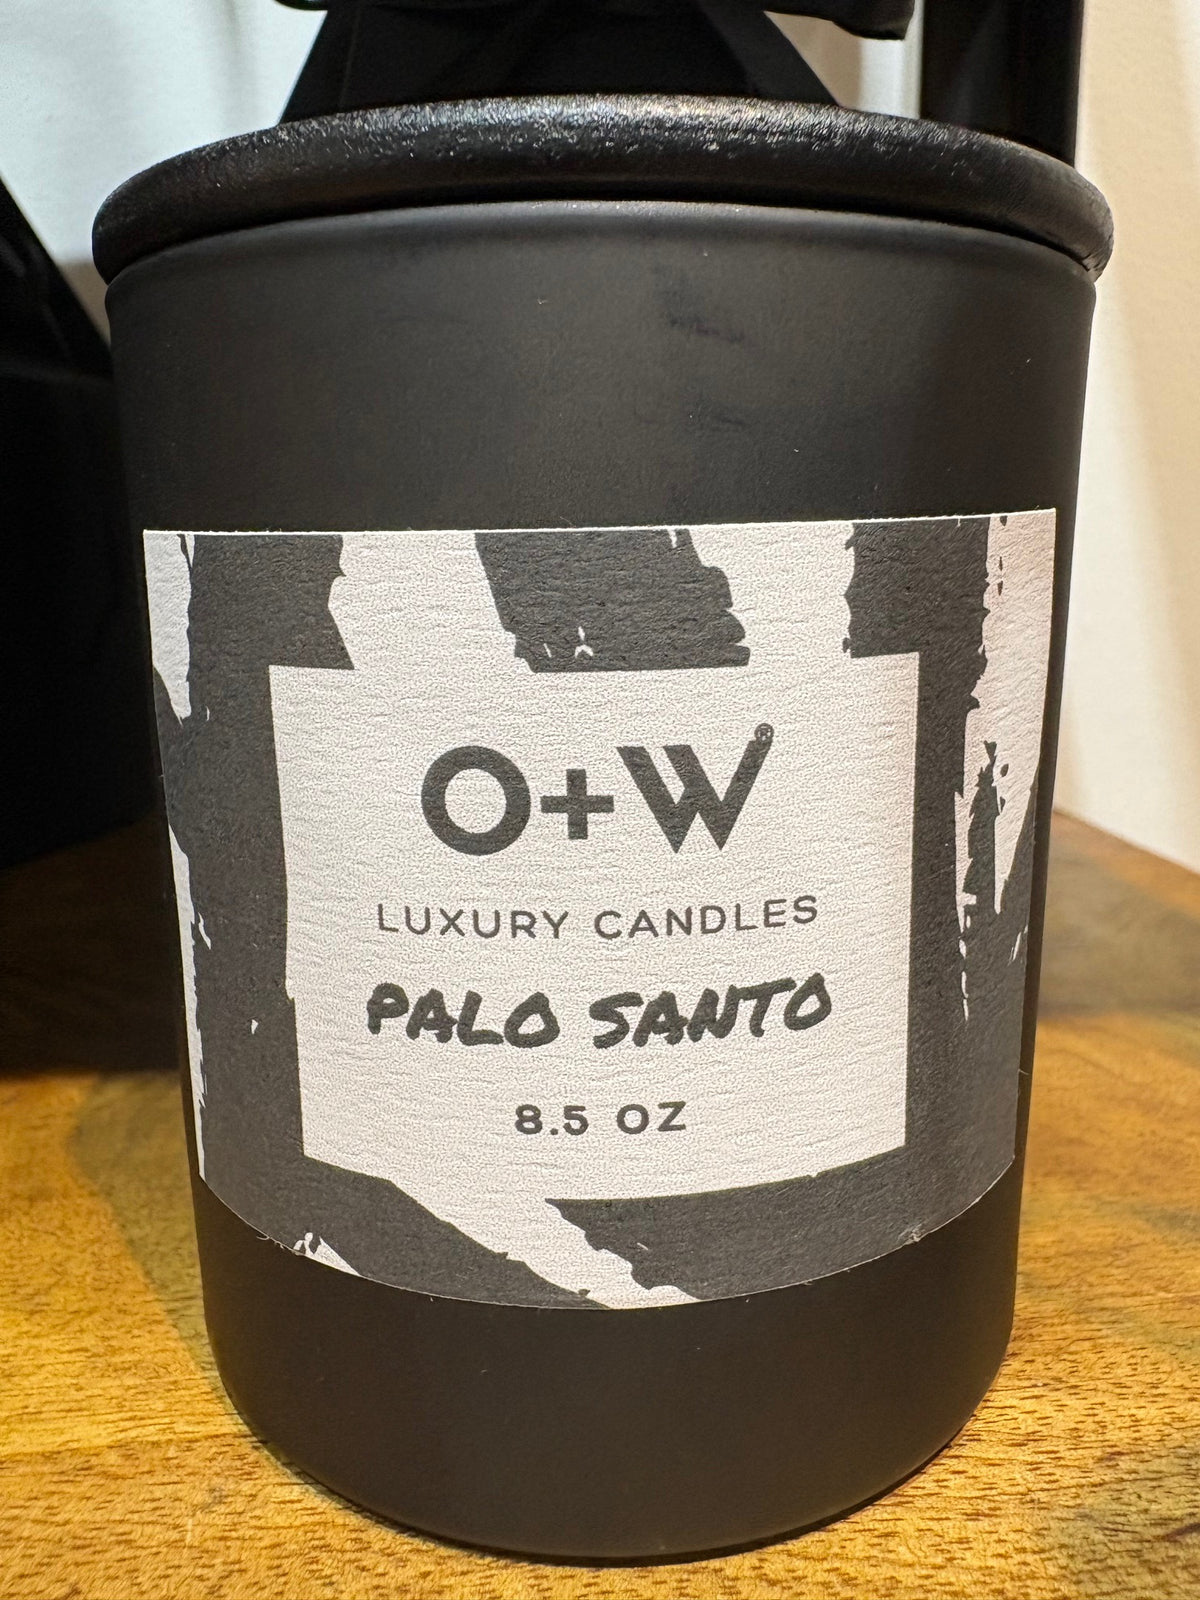 O+W®
LUXURY CANDLES
PALO SANTO
8.5 OZ